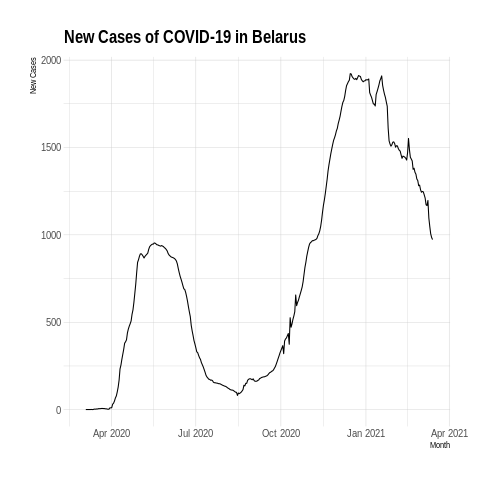 New Cases of COVID-19 in Belarus
New Cases
2000
1500
1000
500
0
Apr 2020 Jul 2020 Oct 2020 Jan 2021 Apr 2021
Month